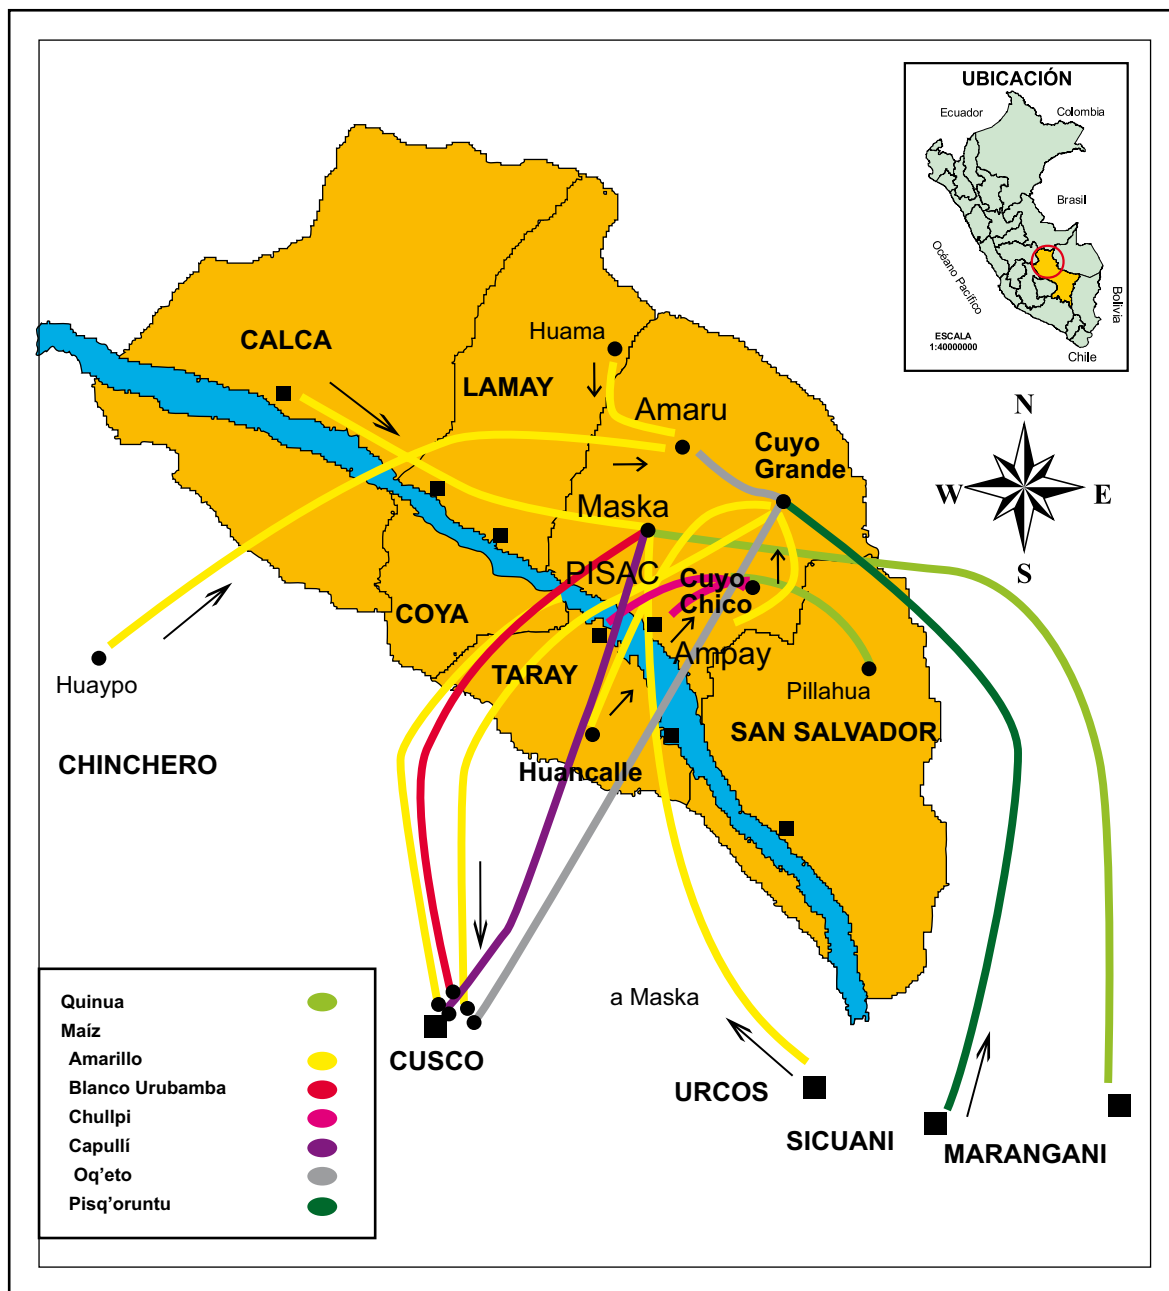 UBICACIÓN
Ecuador
Colombia
Brasil
Océano Pacífico
Bolivia
ESCALA
1:40000000
Chile
N
W
E
S
CALCA
Huama
LAMAY
Amaru
Cuyo
Grande
Maska
PISAC
Cuyo
Chico
COYA
Ampay
TARAY
Huaypo
Pillahua
SAN SALVADOR
CHINCHERO
Huancalle
a Maska
CUSCO
URCOS
SICUANI
MARANGANI
Quinua
Maíz
Amarillo
Blanco Urubamba
Chullpi
Capullí
Oq'eto
Pisq'oruntu